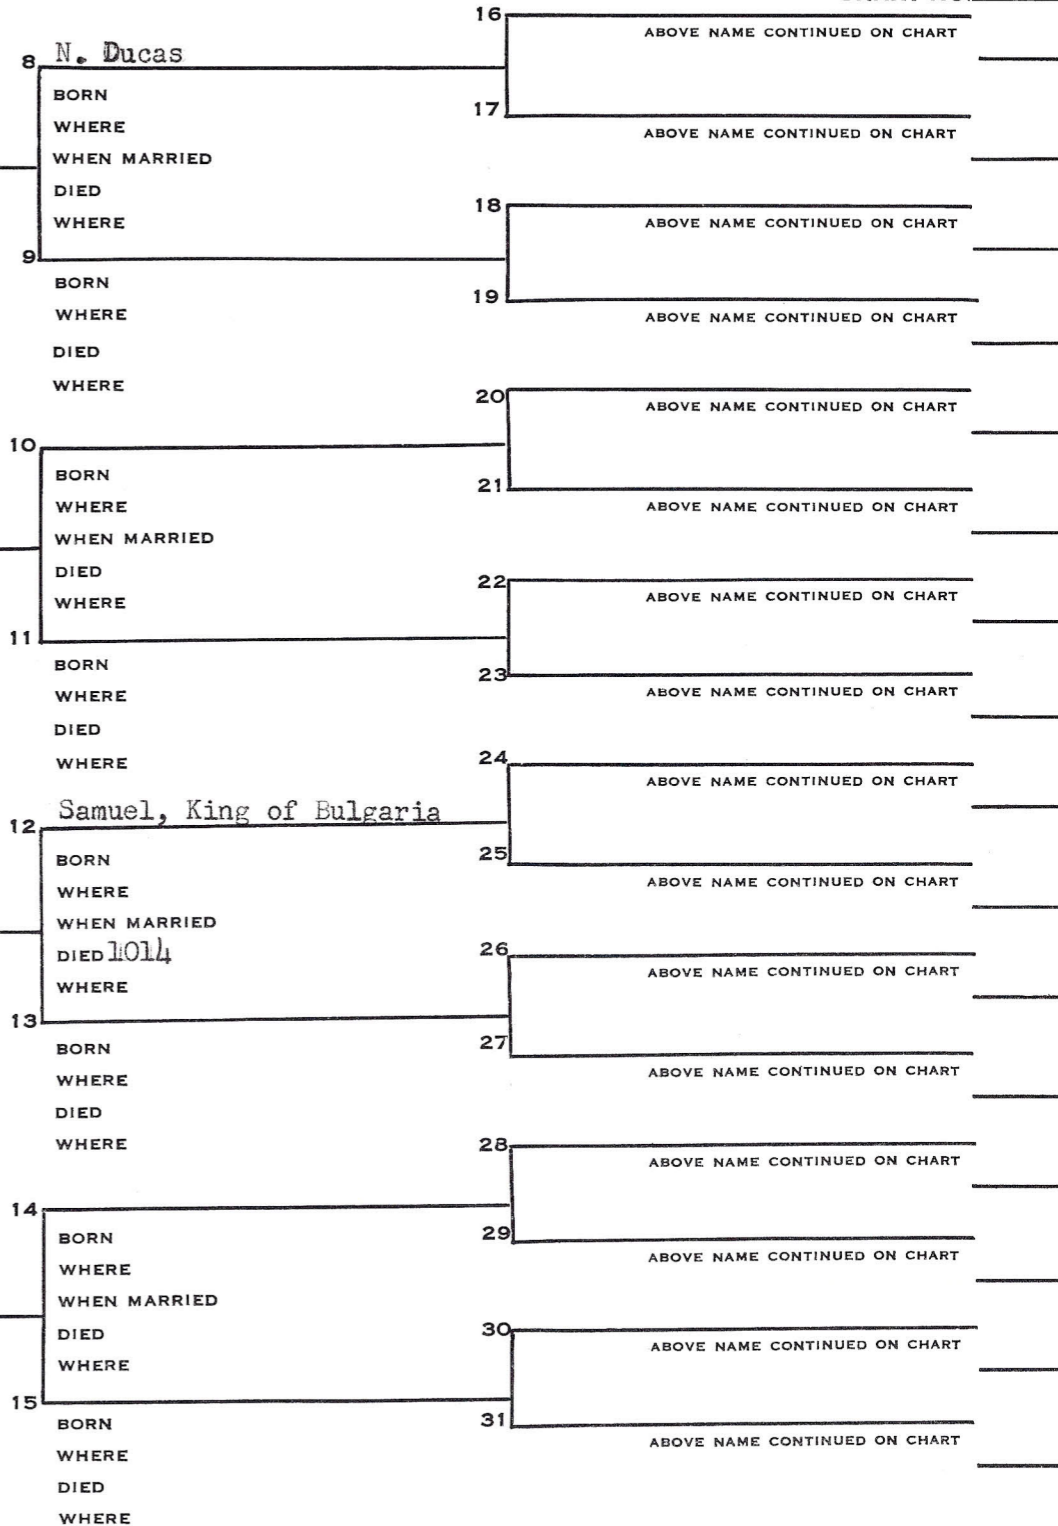 16
ABOVE NAME CONTINUED ON CHART
8 N. Ducas
BORN
17
WHERE
ABOVE NAME CONTINUED ON CHART
WHEN MARRIED
DIED
18
WHERE
ABOVE NAME CONTINUED ON CHART
9
BORN
19
WHERE
ABOVE NAME CONTINUED ON CHART
DIED
WHERE
20
ABOVE NAME CONTINUED ON CHART
10
BORN
21
WHERE
ABOVE NAME CONTINUED ON CHART
WHEN MARRIED
DIED
22
WHERE
ABOVE NAME CONTINUED ON CHART
11
BORN
23
WHERE
ABOVE NAME CONTINUED ON CHART
DIED
WHERE
24
ABOVE NAME CONTINUED ON CHART
12 Samuel, King of Bulgaria
BORN
25
WHERE
ABOVE NAME CONTINUED ON CHART
WHEN MARRIED
DIED 1014
26
WHERE
ABOVE NAME CONTINUED ON CHART
13
BORN
27
WHERE
ABOVE NAME CONTINUED ON CHART
DIED
WHERE
28
ABOVE NAME CONTINUED ON CHART
14
BORN
29
WHERE
ABOVE NAME CONTINUED ON CHART
WHEN MARRIED
DIED
30
WHERE
ABOVE NAME CONTINUED ON CHART
15
BORN
31
WHERE
ABOVE NAME CONTINUED ON CHART
DIED
WHERE